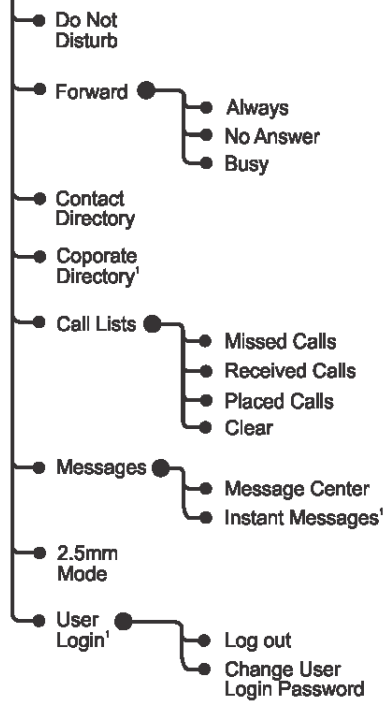 Do Not
Disturb
Forward
Always
No Answer
Busy
Contact
Directory
Coporate
Directory¹
Call Lists
Missed Calls
Received Calls
Placed Calls
Clear
Messages
Message Center
Instant Messages¹
2.5mm
Mode
User
Login¹
Log out
Change User
Login Password